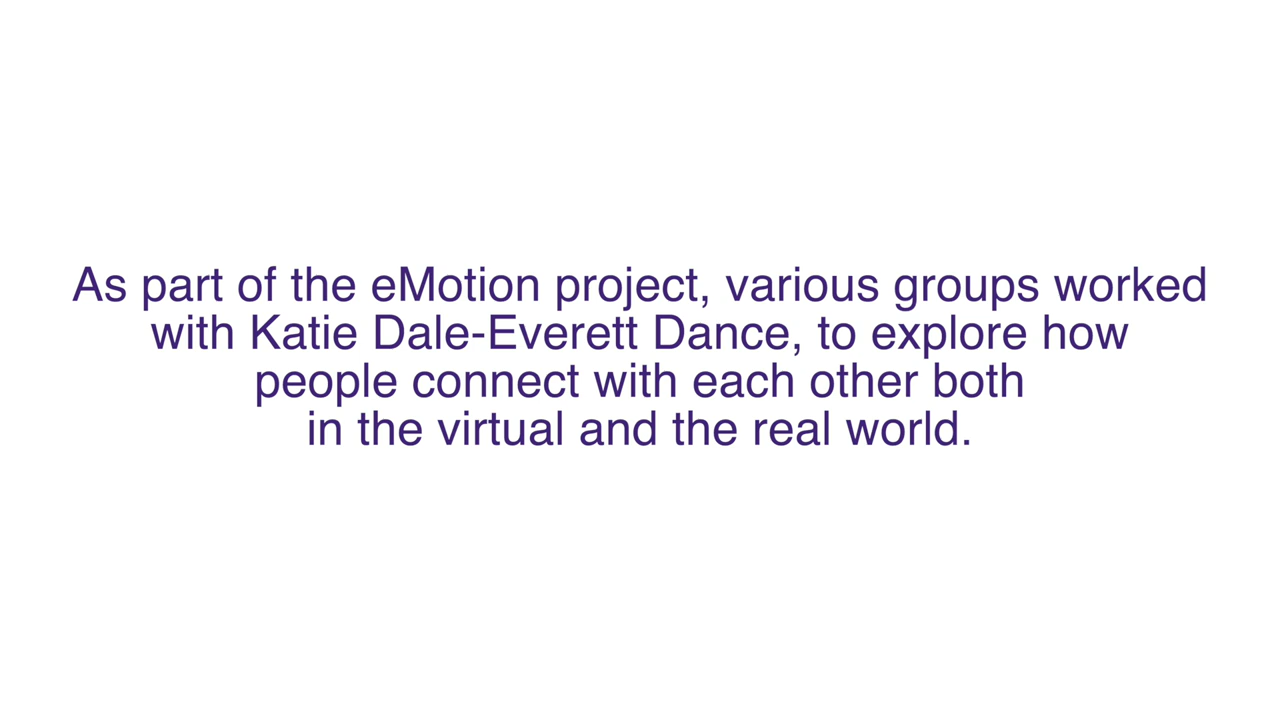 As part of the eMotion project, various groups worked
with Katie Dale-Everett Dance, to explore how
people connect with each other both
in the virtual and the real world.